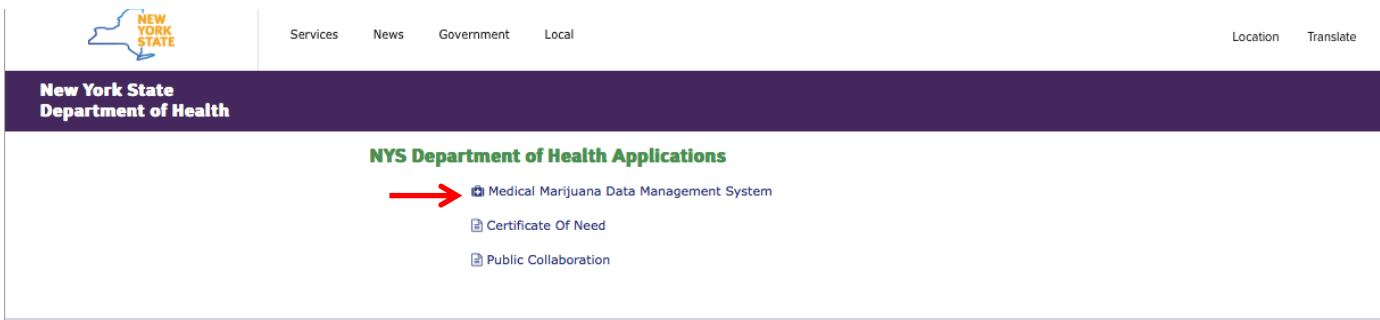 NEW
YORK
STATE
Services News Government Local
Location Translate
New York State
Department of Health
NYS Department of Health Applications
Medical Marijuana Data Management System
Certificate Of Need
Public Collaboration